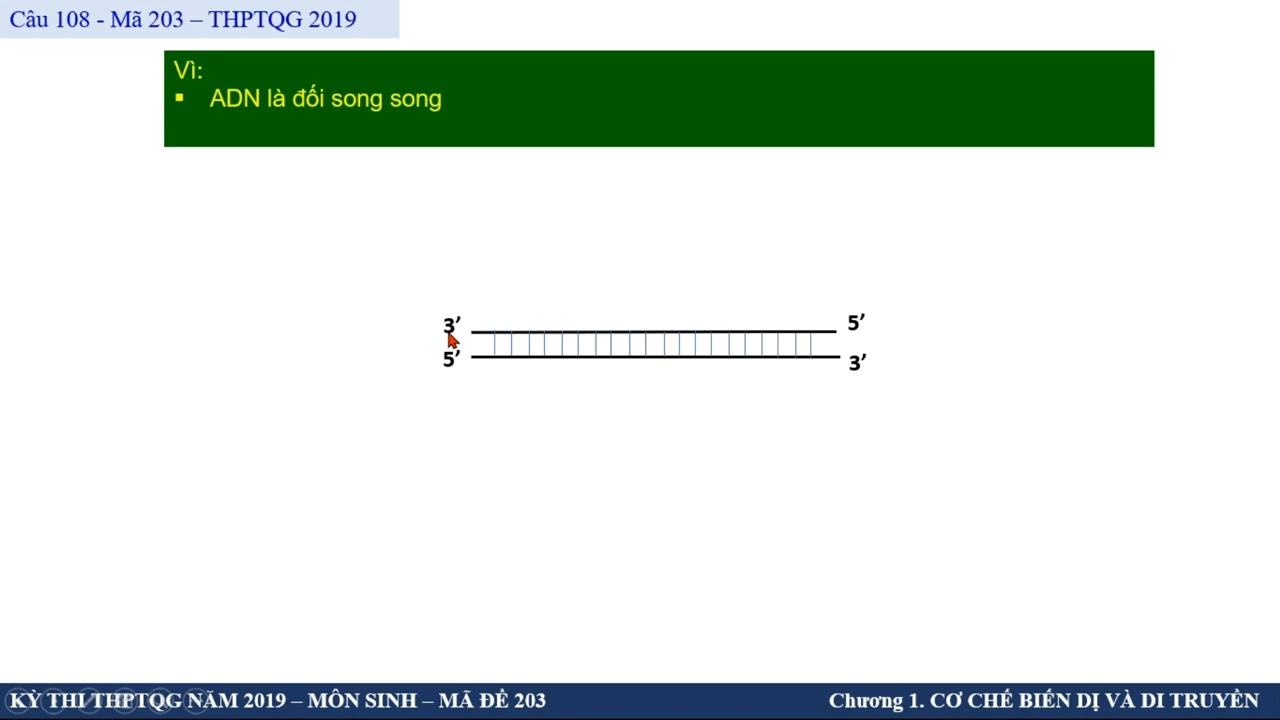 Câu 108 - Mã 203 – THPTQG 2019
Vì:
▪ ADN là đối song song
3’ 5’
5’ 3’
KỲ THI THPTQG NĂM 2019 – MÔN SINH – MÃ ĐỀ 203 Chương 1. CƠ CHẾ BIẾN DỊ VÀ DI TRUYỀN